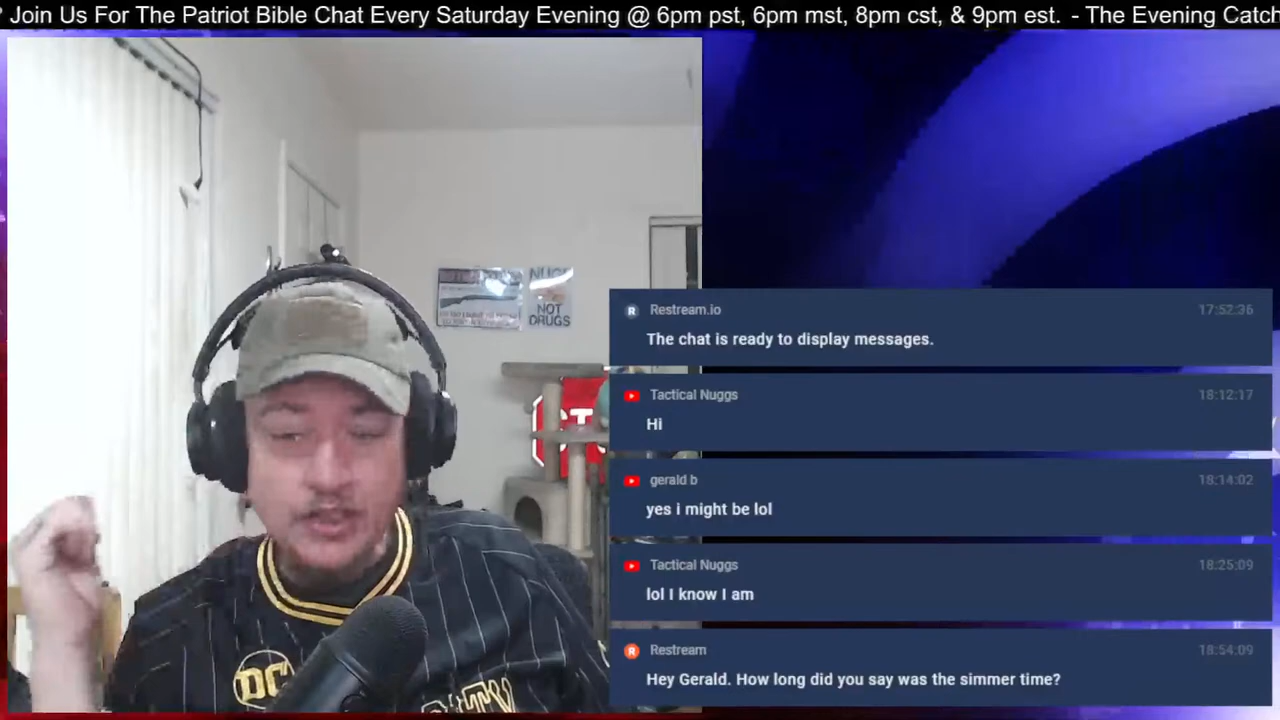 Join Us For The Patriot Bible Chat Every Saturday Evening @ 6pm pst, 6pm mst, 8pm cst, & 9pm est. - The Evening Catch
NOT
DRUGS
Restream.io 17:52:36
The chat is ready to display messages.
Tactical Nuggs 18:12:17
Hi
gerald b 18:14:02
yes i might be lol
Tactical Nuggs 18:25:09
lol I know I am
Restream 18:54:09
Hey Gerald. How long did you say was the simmer time?
DC